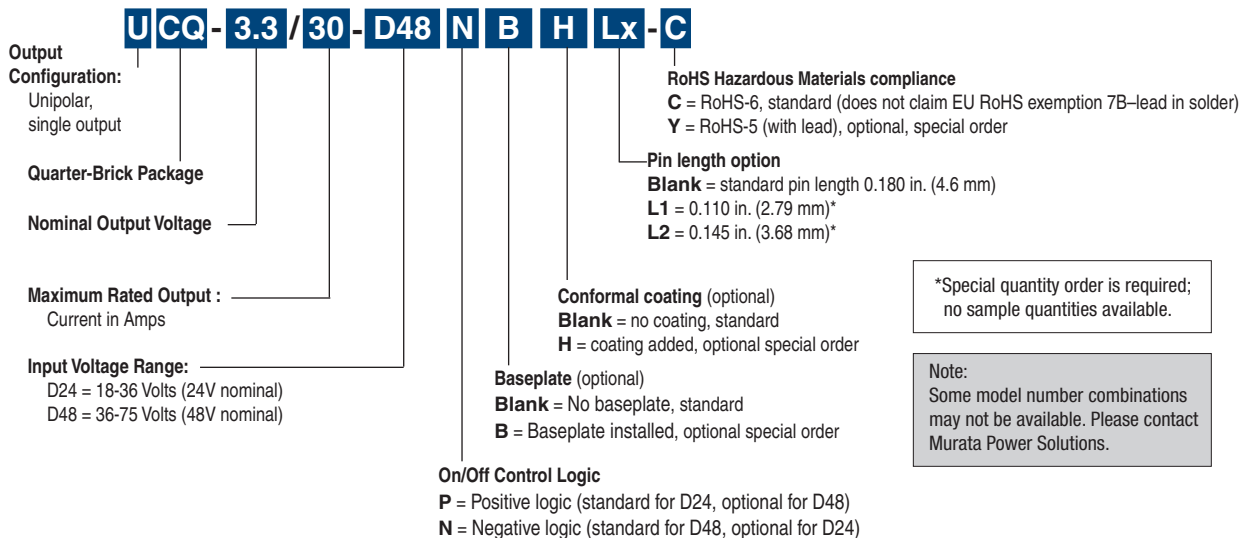 UCQ-3.3/30-D48NBHLx-C
Output
Configuration:
Unipolar,
single output
Quarter-Brick Package
Nominal Output Voltage
Maximum Rated Output :
Current in Amps
Input Voltage Range:
D24 = 18-36 Volts (24V nominal)
D48 = 36-75 Volts (48V nominal)
RoHS Hazardous Materials compliance
C = RoHS-6, standard (does not claim EU RoHS exemption 7B–lead in solder)
Y = RoHS-5 (with lead), optional, special order
Pin length option
Blank = standard pin length 0.180 in. (4.6 mm)
L1 = 0.110 in. (2.79 mm)*
L2 = 0.145 in. (3.68 mm)*
Conformal coating (optional)
Blank = no coating, standard
H = coating added, optional special order
Baseplate (optional)
Blank = No baseplate, standard
B = Baseplate installed, optional special order
On/Off Control Logic
P = Positive logic (standard for D24, optional for D48)
N = Negative logic (standard for D48, optional for D24)
*Special quantity order is required;
no sample quantities available.
Note:
Some model number combinations
may not be available. Please contact
Murata Power Solutions.